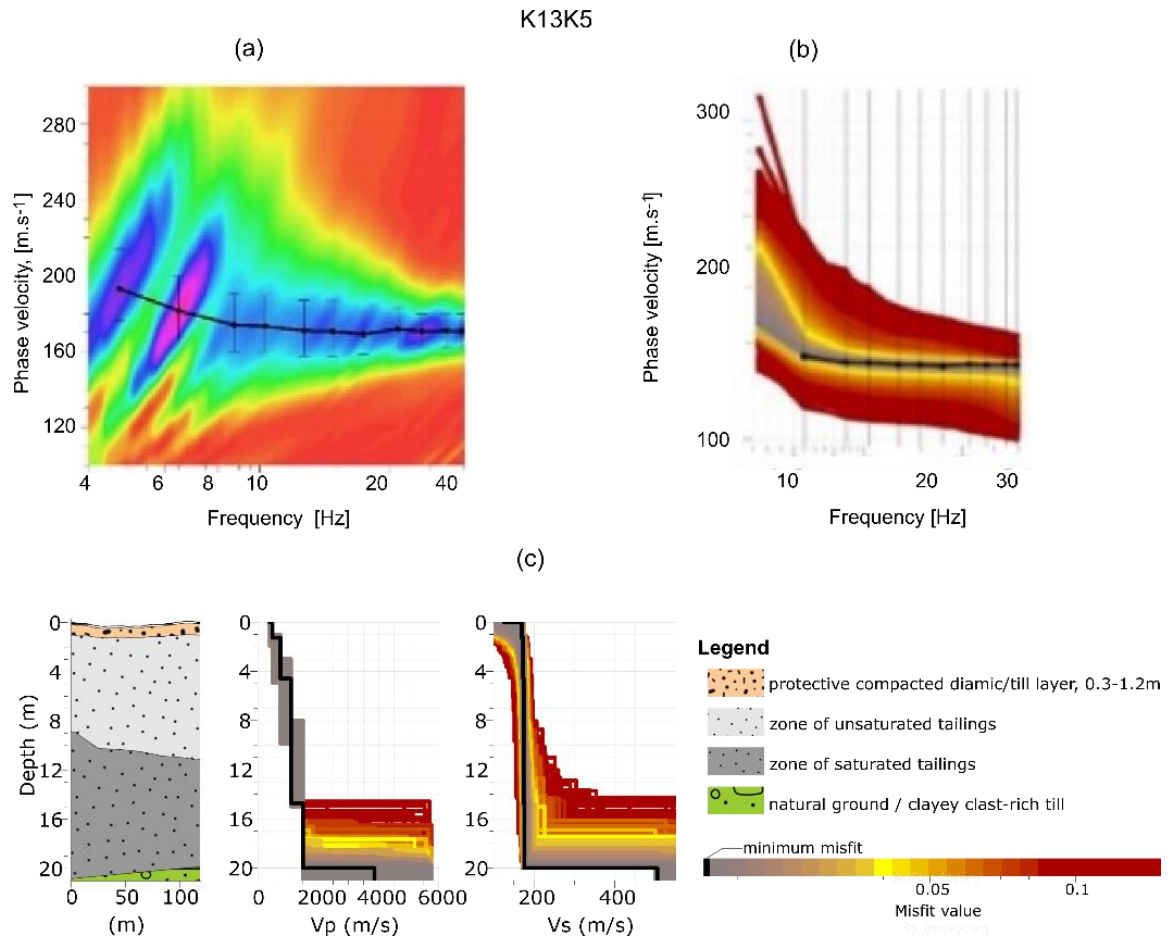 K13K5
(a)
(b)
280
240
200
160
120
Phase velocity, [m.s⁻¹]
4 6 8 10 20 40
Frequency [Hz]
300
200
100
Phase velocity [m.s⁻¹]
10 20 30
Frequency [Hz]
(c)
0
4
8
12
16
20
Depth (m)
0 50 100
(m)
0
4
8
12
16
20
0 2000 4000 6000
Vp (m/s)
0
4
8
12
16
20
200 400
Vs (m/s)
Legend
protective compacted diamic/till layer, 0.3-1.2m
zone of unsaturated tailings
zone of saturated tailings
natural ground / clayey clast-rich till
minimum misfit
0.05 0.1
Misfit value